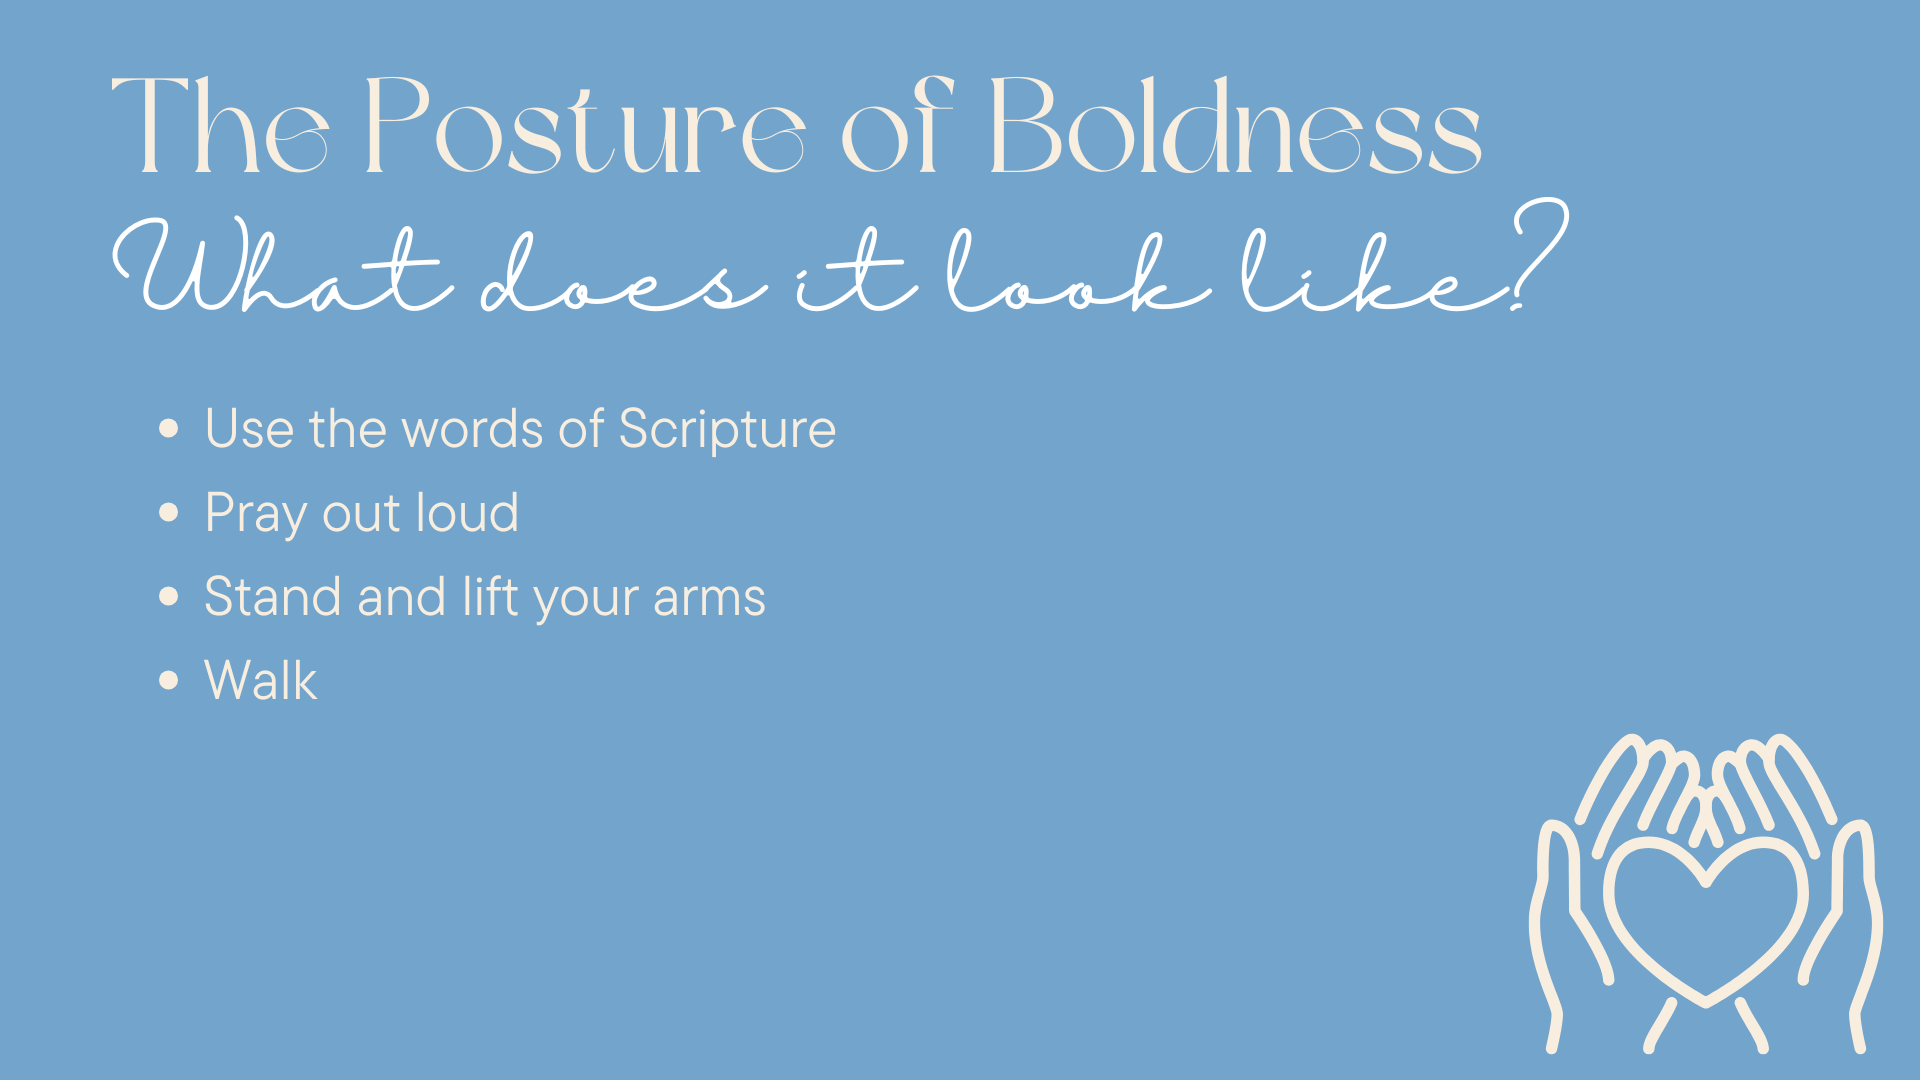 The Posture of Boldness
What does it look like?
• Use the words of Scripture
• Pray out loud
• Stand and lift your arms
• Walk